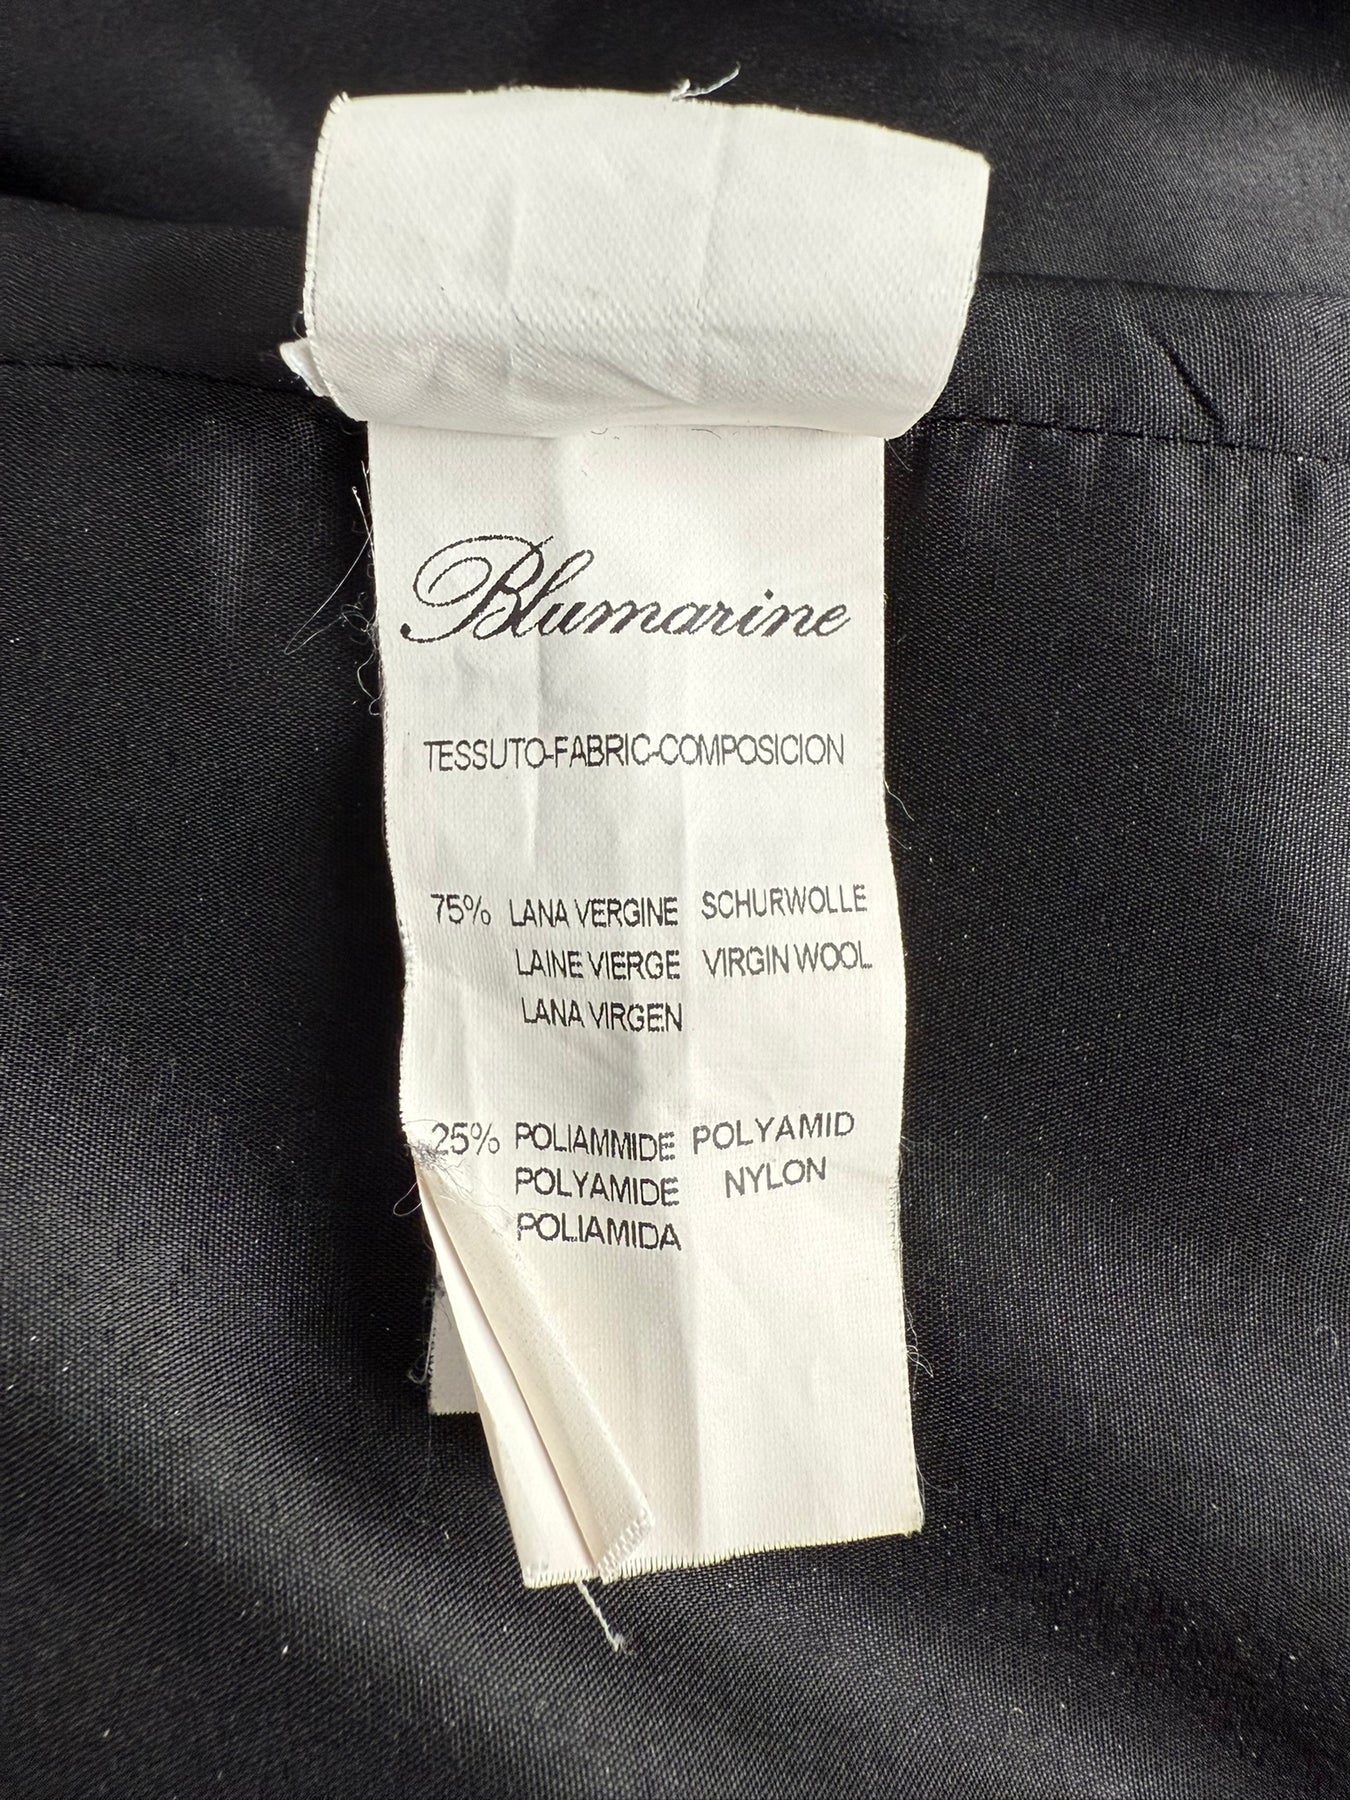 Blumarine
TESSUTO-FABRIC-COMPOSICION
75% LANA VERGINE SCHURWOLLE
LAINE VIERGE VIRGIN WOOL
LANA VIRGEN
25% POLIAMMIDE POLYAMID
POLYAMIDE NYLON
POLIAMIDA